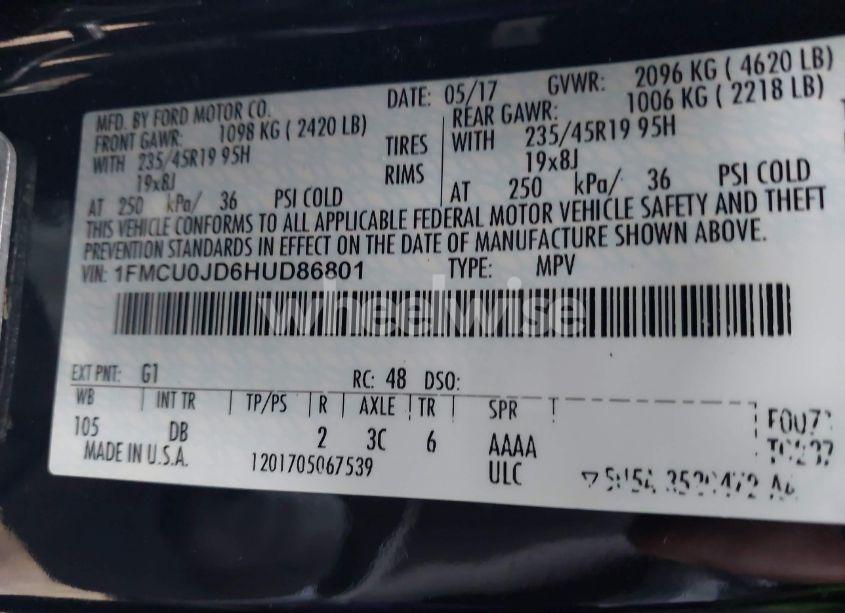 MFD. BY FORD MOTOR CO. DATE: 05/17 GVWR: 2096 KG ( 4620 LB)
FRONT GAWR: 1098 KG ( 2420 LB) REAR GAWR: 1006 KG ( 2218 LB)
WITH 235/45R19 95H TIRES WITH 235/45R19 95H
19x8J RIMS 19x8J
AT 250 kPa/ 36 PSI COLD AT 250 kPa/ 36 PSI COLD
THIS VEHICLE CONFORMS TO ALL APPLICABLE FEDERAL MOTOR VEHICLE SAFETY AND THEFT
PREVENTION STANDARDS IN EFFECT ON THE DATE OF MANUFACTURE SHOWN ABOVE.
VIN: 1FMCU0JD6HUD86801 TYPE: MPV
wheelwise
EXT PNT: G1 RC: 48 DSO:
WB INT TR TP/PS R AXLE TR SPR
105 DB 2 3C 6 AAAA
MADE IN U.S.A. 1201705067539 ULC